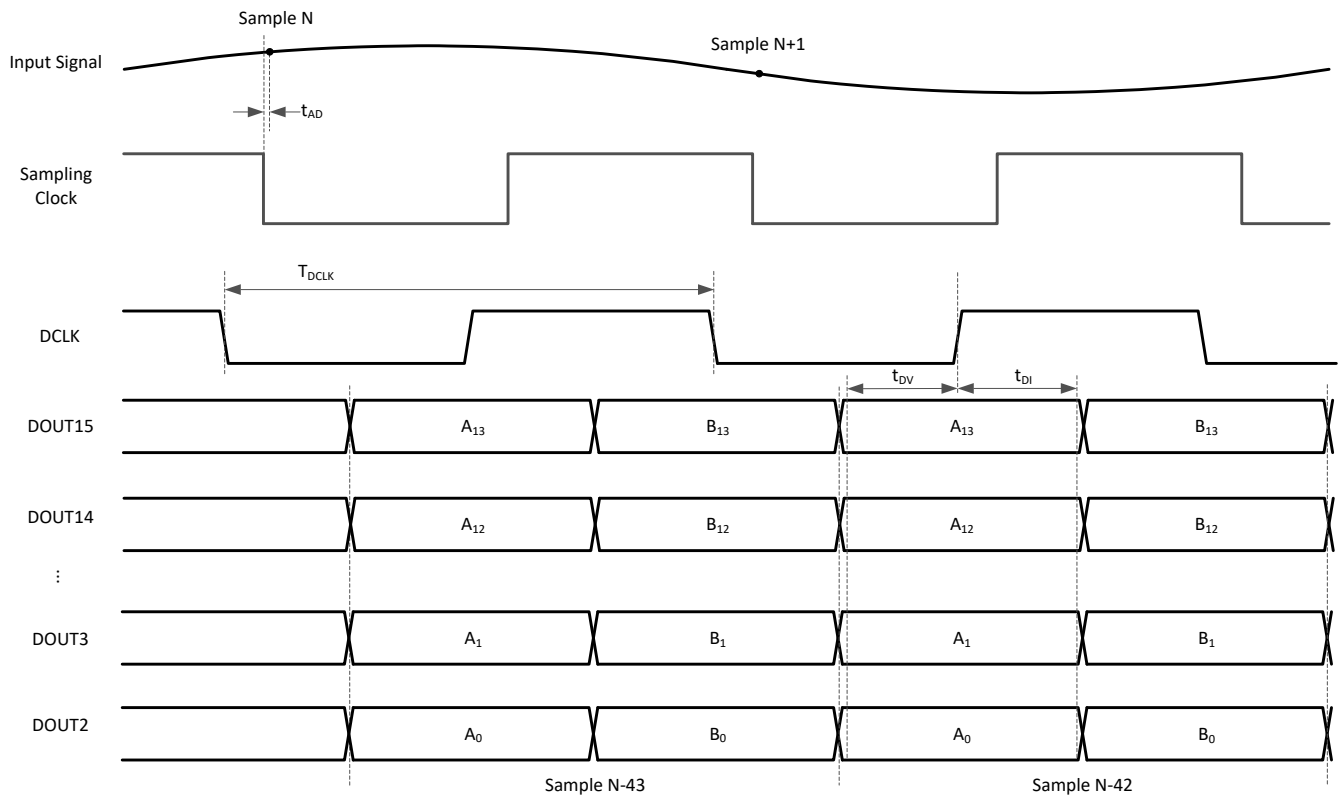 Sample N
Sample N+1
Input Signal
tAD
Sampling
Clock
TDCLK
DCLK
tDV
tDI
DOUT15
A13
B13
A13
B13
DOUT14
A12
B12
A12
B12
...
DOUT3
A1
B1
A1
B1
DOUT2
A0
B0
A0
B0
Sample N-43
Sample N-42